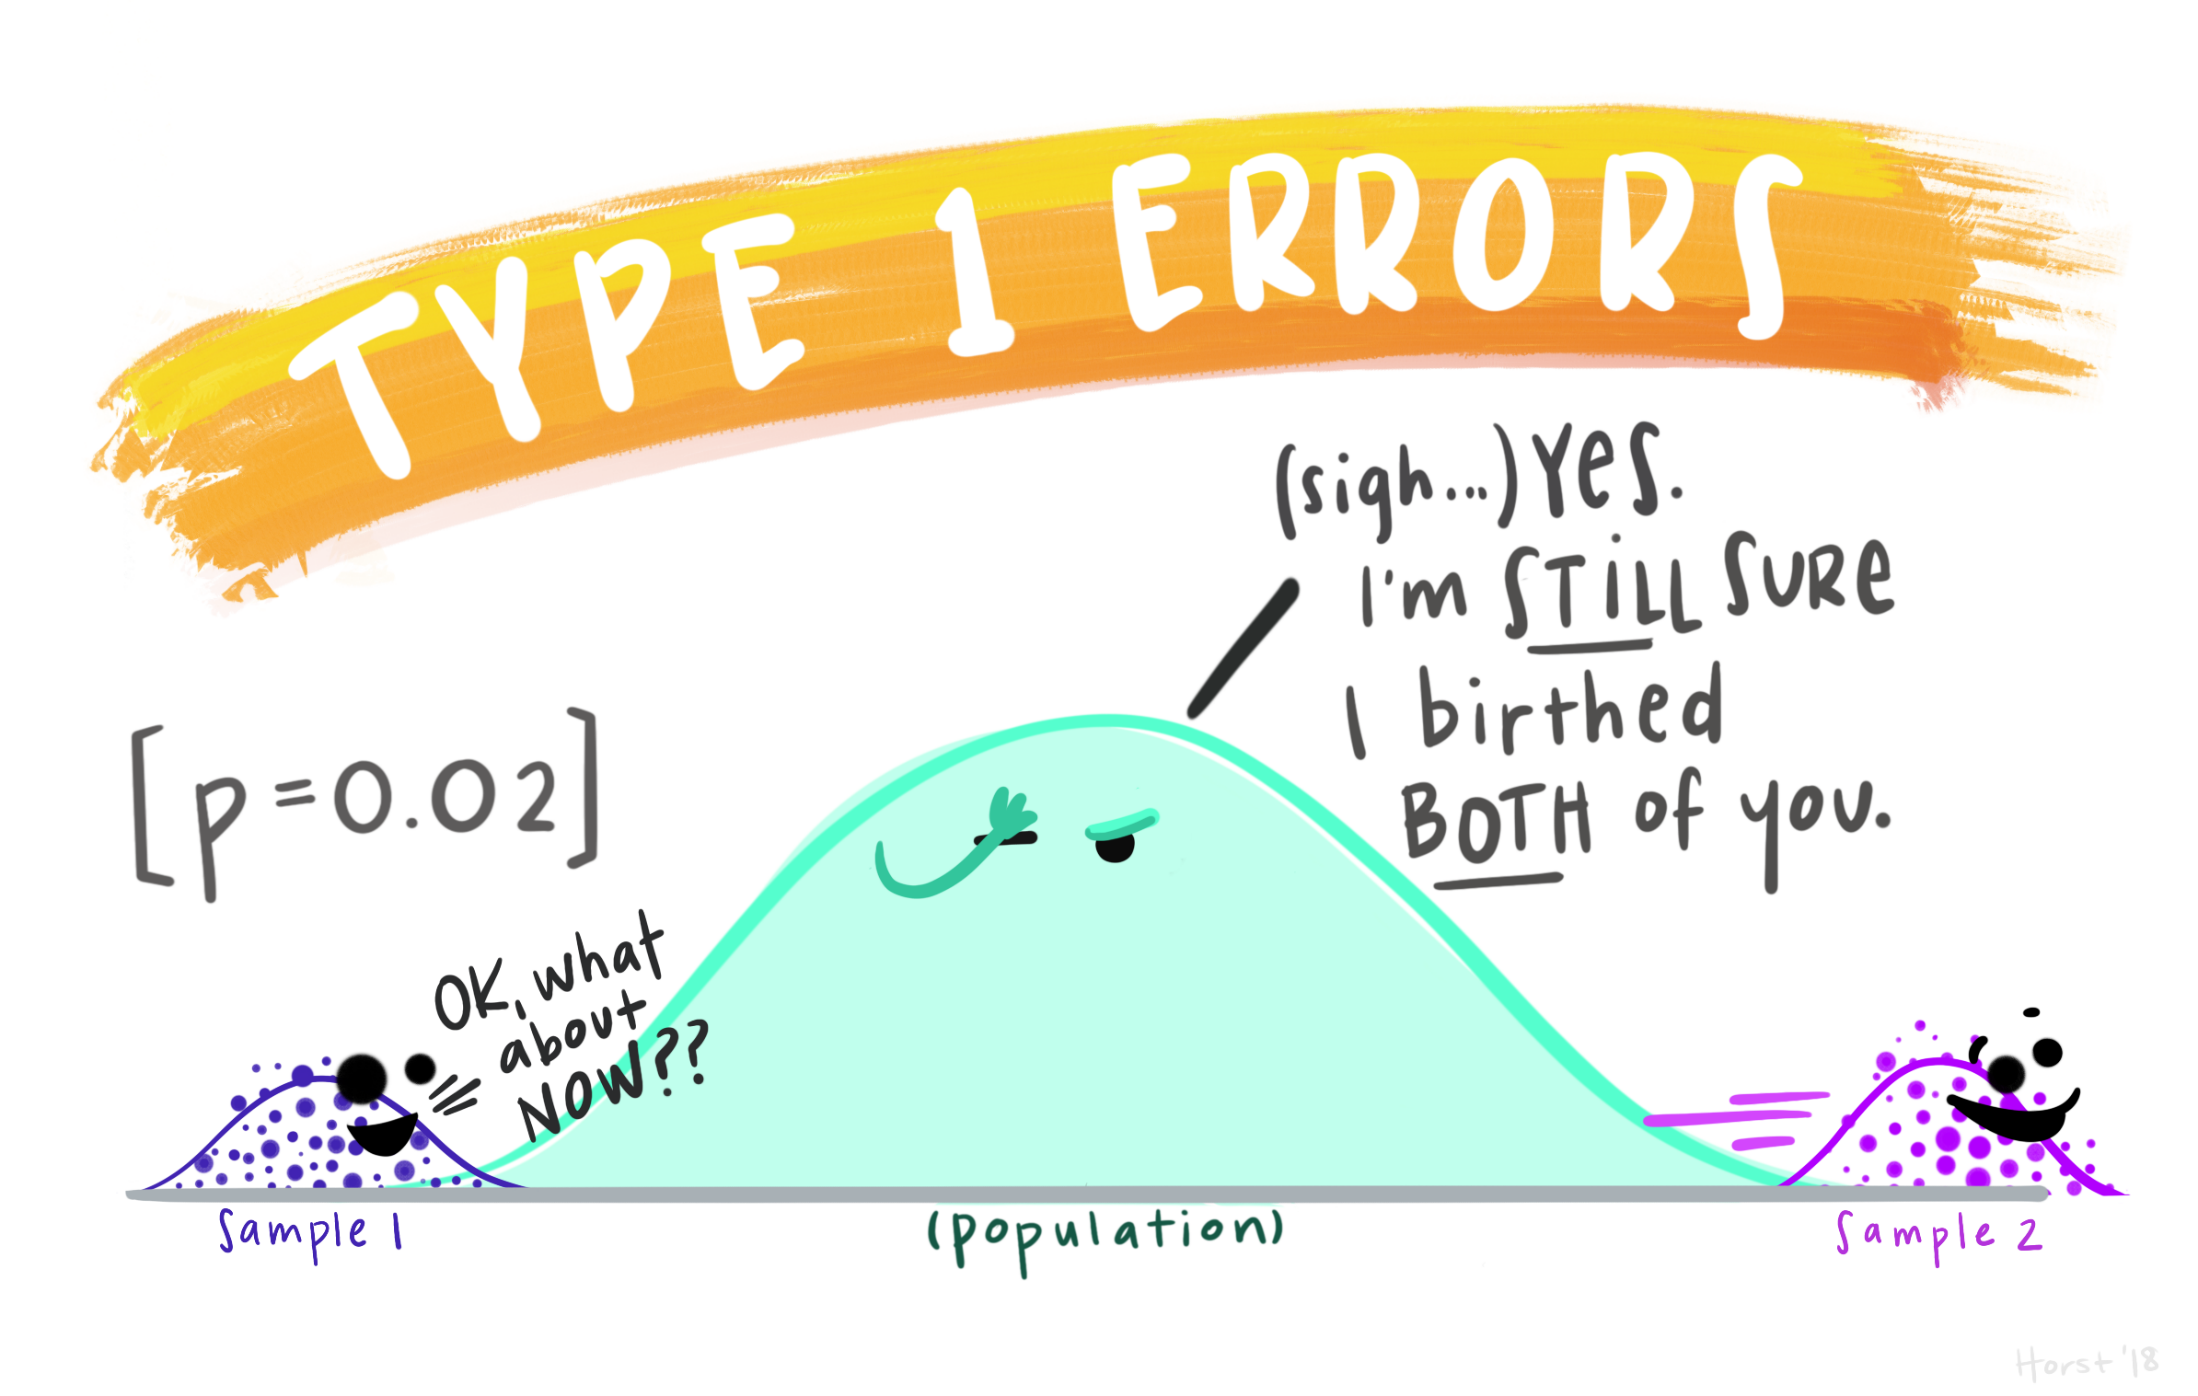 TYPE 1 ERRORS
(sigh...) Yes.
I'm STILL SURE
I birthed
BOTH of you.
[p=0.02]
OK, what
about
NOW??
Sample 1
(population)
Sample 2
Horst '18